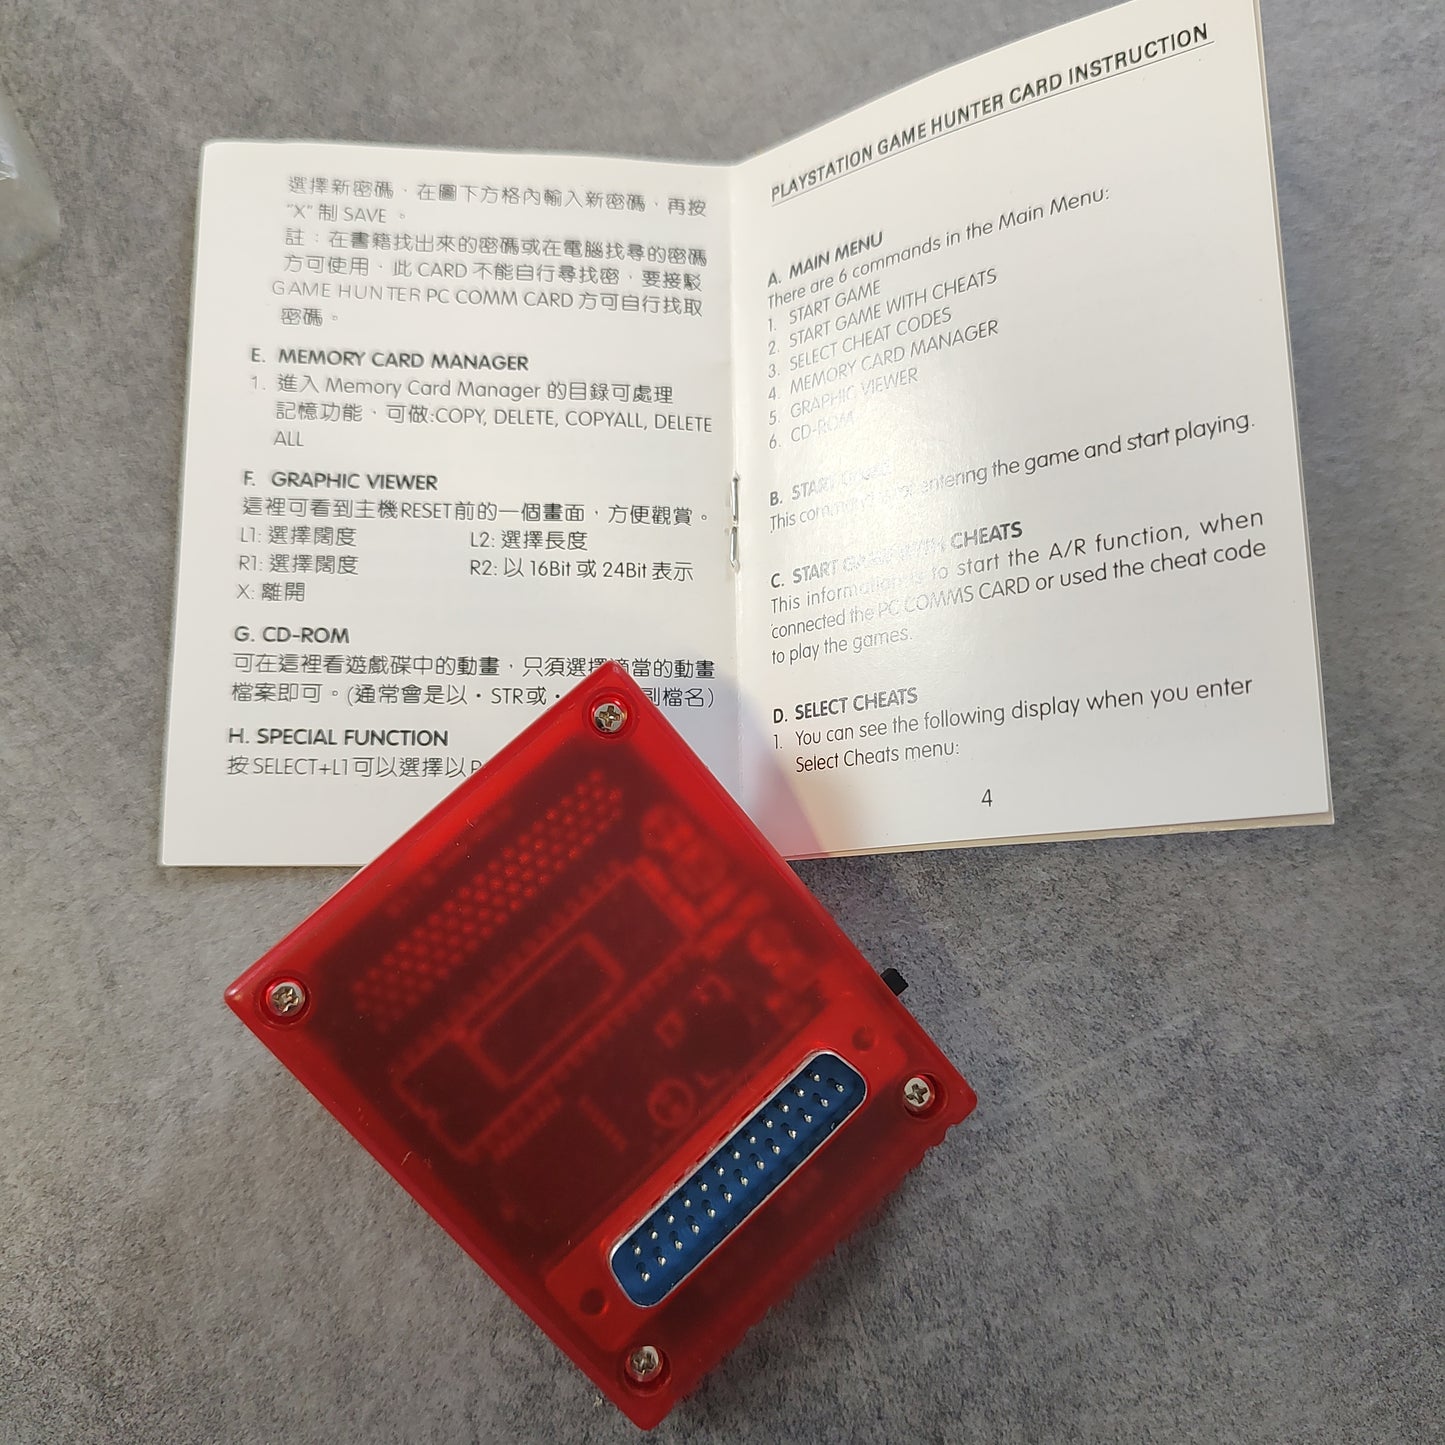 選擇新密碼，在圖下方格內輸入新密碼，再按
"X" 制 SAVE 。
註：在書籍找出來的密碼或在電腦找尋的密碼
方可使用，此 CARD 不能自行尋找密，要接駁
GAME HUNTER PC COMM CARD 方可自行找取
密碼。
E. MEMORY CARD MANAGER
1. 進入 Memory Card Manager 的目錄可處理
記憶功能，可做:COPY, DELETE, COPYALL, DELETE
ALL
F. GRAPHIC VIEWER
這裡可看到主機RESET前的一個畫面，方便觀賞。
L1: 選擇闊度 L2: 選擇長度
R1: 選擇闊度 R2: 以 16Bit 或 24Bit 表示
X: 離開
G. CD-ROM
可在這裡看遊戲碟中的動畫，只須選擇適當的動畫
檔案即可。(通常會是以・STR或・ 副檔名)
H. SPECIAL FUNCTION
按SELECT+L1可以選擇以
PLAYSTATION GAME HUNTER CARD INSTRUCTION
A. MAIN MENU
There are 6 commands in the Main Menu:
1. START GAME
2. START GAME WITH CHEATS
3. SELECT CHEAT CODES
4. MEMORY CARD MANAGER
5. GRAPHIC VIEWER
6. CD-ROM
B. START
This entering the game and start playing.
C. START GAME WITH CHEATS
This information is to start the A/R function, when
connected the PC COMMS CARD or used the cheat code
to play the games.
D. SELECT CHEATS
1. You can see the following display when you enter
Select Cheats menu:
4